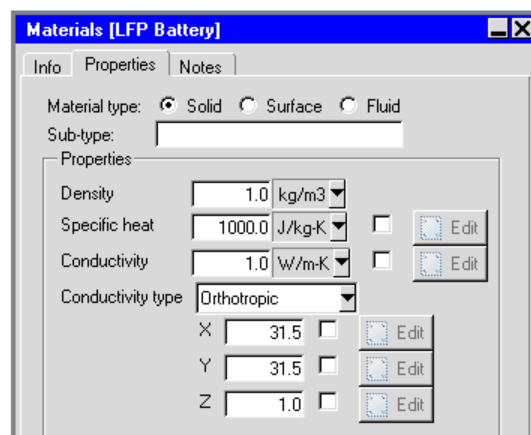 Materials [LFP Battery]
Info Properties Notes
Material type: Solid Surface Fluid
Sub-type:
Properties
Density 1.0 kg/m3
Specific heat 1000.0 J/kg-K Edit
Conductivity 1.0 W/m-K Edit
Conductivity type Orthotropic
X 31.5 Edit
Y 31.5 Edit
Z 1.0 Edit